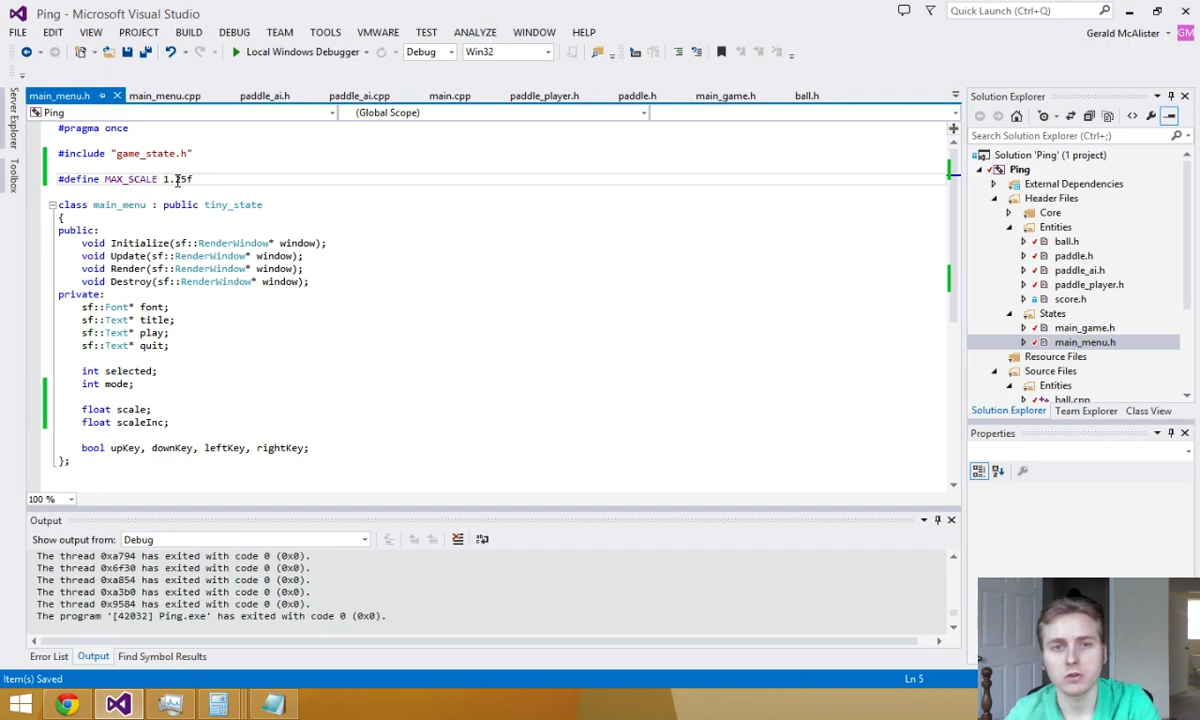 Ping - Microsoft Visual Studio
Quick Launch (Ctrl+Q)
FILE EDIT VIEW PROJECT BUILD DEBUG TEAM TOOLS VMWARE TEST ANALYZE WINDOW HELP
Gerald McAlister GM
Local Windows Debugger Debug Win32
main_menu.h main_menu.cpp paddle_ai.h paddle_ai.cpp main.cpp paddle_player.h paddle.h main_game.h ball.h
Ping (Global Scope)
Server Explorer
Toolbox
#pragma once
#include "game_state.h"
#define MAX_SCALE 1.25f
class main_menu : public tiny_state
{
public:
void Initialize(sf::RenderWindow* window);
void Update(sf::RenderWindow* window);
void Render(sf::RenderWindow* window);
void Destroy(sf::RenderWindow* window);
private:
sf::Font* font;
sf::Text* title;
sf::Text* play;
sf::Text* quit;
int selected;
int mode;
float scale;
float scaleInc;
bool upKey, downKey, leftKey, rightKey;
};
100 %
Output
Show output from: Debug
The thread 0xa794 has exited with code 0 (0x0).
The thread 0x6f30 has exited with code 0 (0x0).
The thread 0xa854 has exited with code 0 (0x0).
The thread 0xa3b0 has exited with code 0 (0x0).
The thread 0x9584 has exited with code 0 (0x0).
The program '[42032] Ping.exe' has exited with code 0 (0x0).
Error List Output Find Symbol Results
Item(s) Saved
Ln 5
Solution Explorer
Search Solution Explorer (Ctrl+;)
Solution 'Ping' (1 project)
Ping
External Dependencies
Header Files
Core
Entities
ball.h
paddle.h
paddle_ai.h
paddle_player.h
score.h
States
main_game.h
main_menu.h
Resource Files
Source Files
Entities
ball.cpp
Solution Explorer Team Explorer Class View
Properties